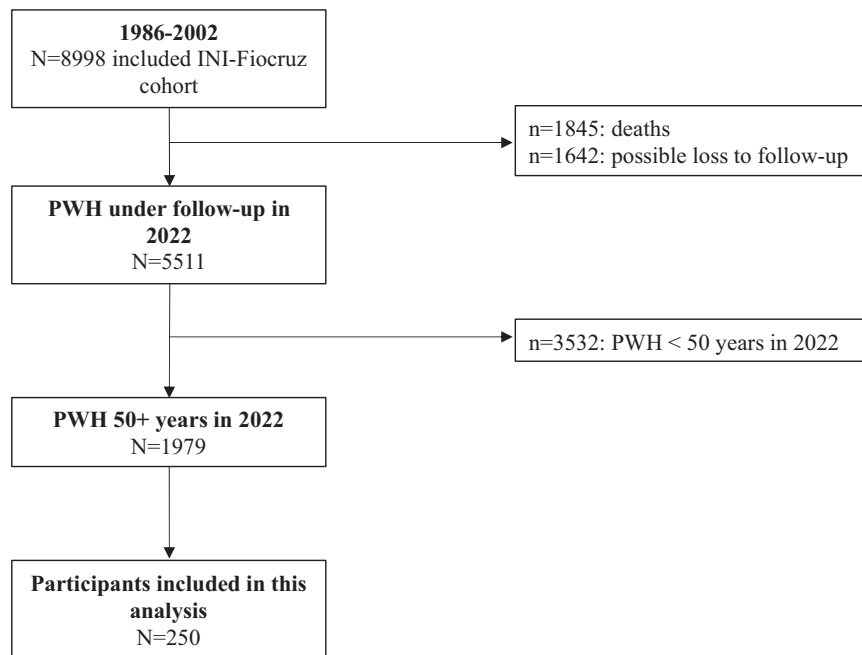 1986-2002
N=8998 included INI-Fiocruz
cohort
n=1845: deaths
n=1642: possible loss to follow-up
PWH under follow-up in
2022
N=5511
n=3532: PWH < 50 years in 2022
PWH 50+ years in 2022
N=1979
Participants included in this
analysis
N=250